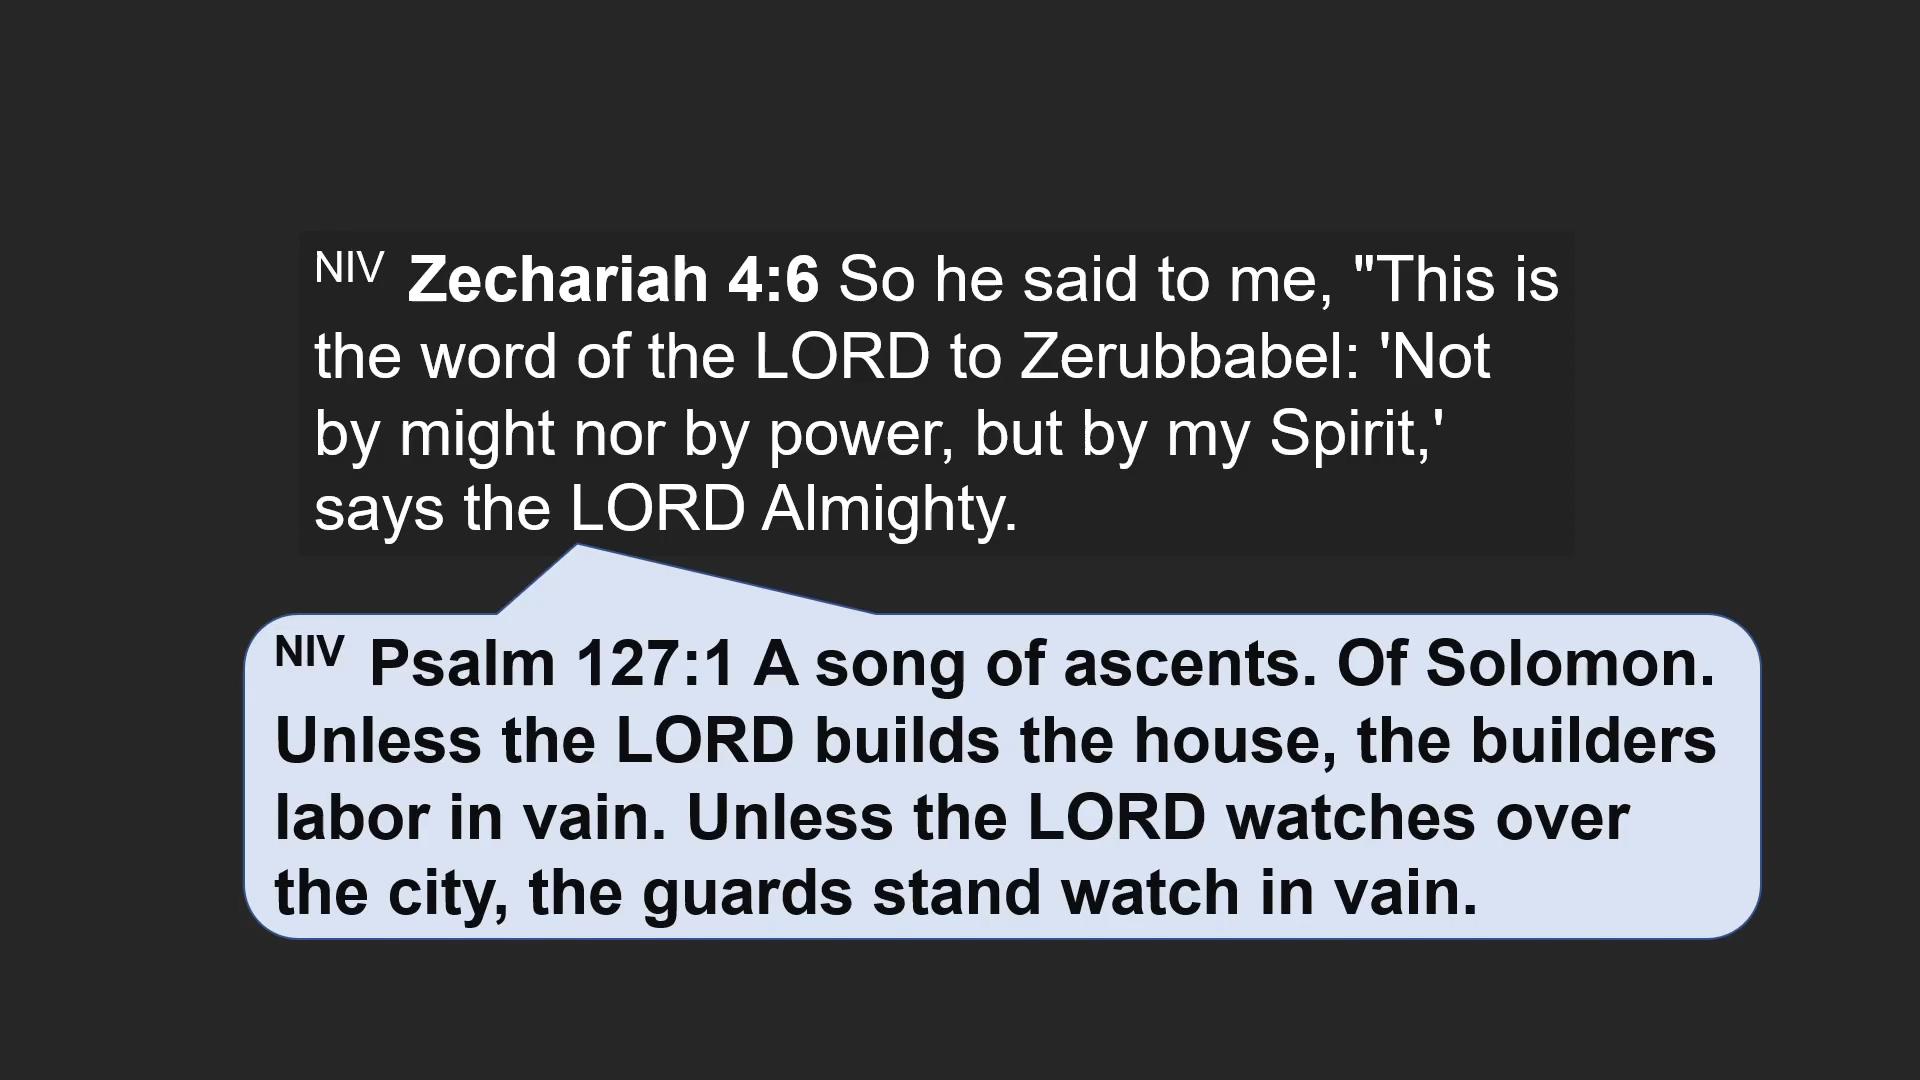 NIV Zechariah 4:6 So he said to me, "This is
the word of the LORD to Zerubbabel: 'Not
by might nor by power, but by my Spirit,'
says the LORD Almighty.
NIV Psalm 127:1 A song of ascents. Of Solomon.
Unless the LORD builds the house, the builders
labor in vain. Unless the LORD watches over
the city, the guards stand watch in vain.